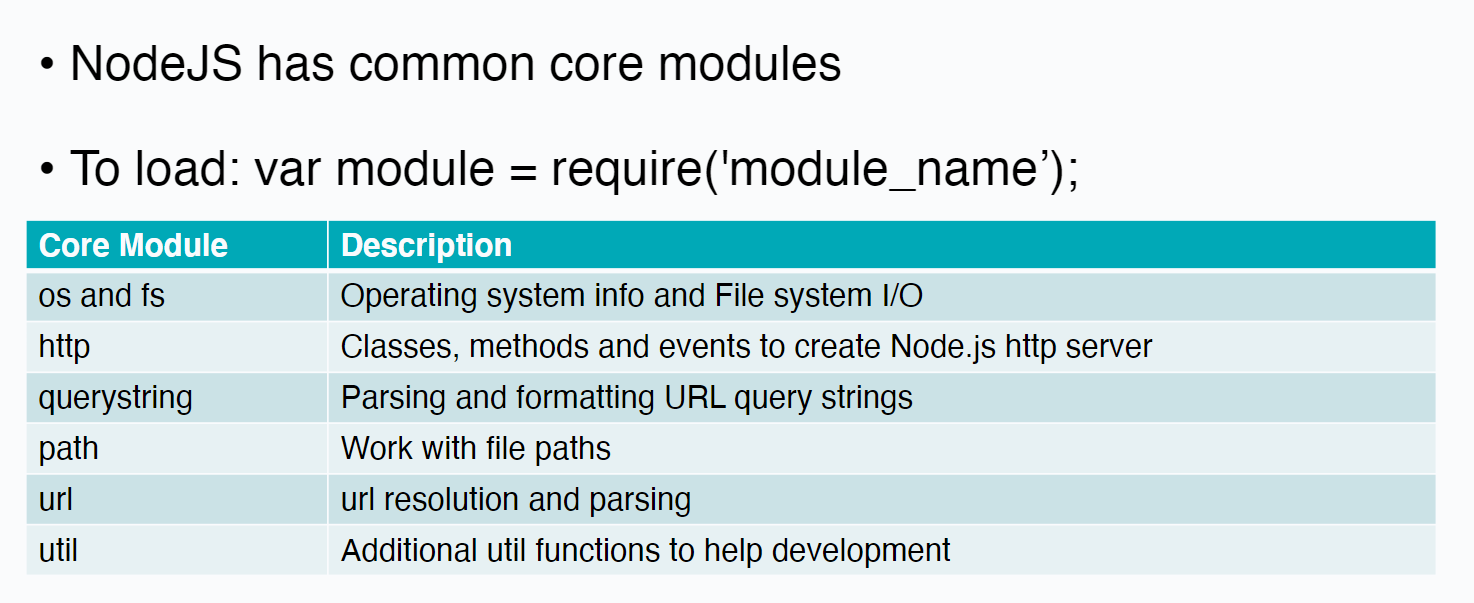 • NodeJS has common core modules
• To load: var module = require('module_name’);
Core Module Description
os and fs Operating system info and File system I/O
http Classes, methods and events to create Node.js http server
querystring Parsing and formatting URL query strings
path Work with file paths
url url resolution and parsing
util Additional util functions to help development